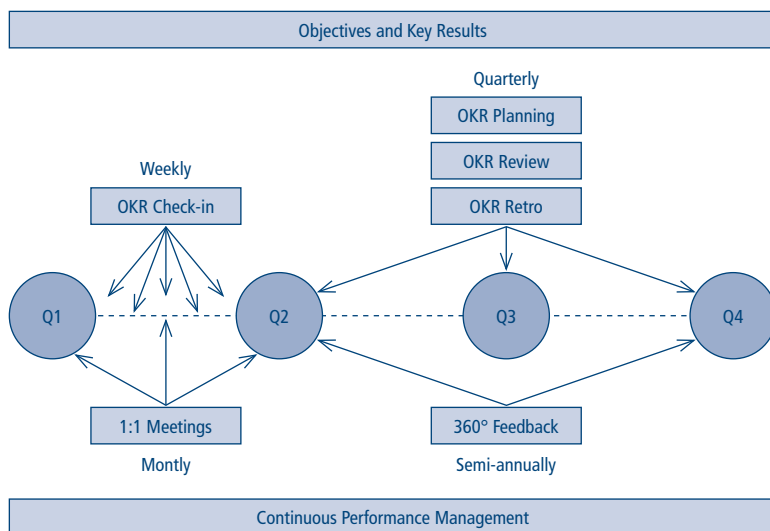 Objectives and Key Results
Quarterly
OKR Planning
OKR Review
Weekly
OKR Check-in
OKR Retro
Q1
Q2
Q3
Q4
1:1 Meetings
360° Feedback
Montly
Semi-annually
Continuous Performance Management